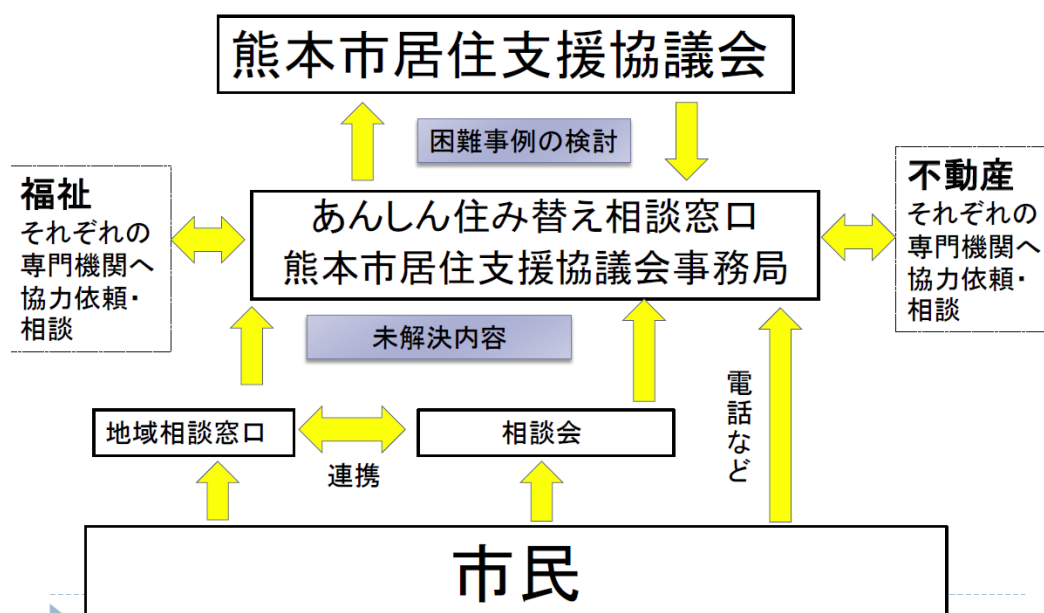 熊本市居住支援協議会
困難事例の検討
福祉
それぞれの
専門機関へ
協力依頼・
相談
あんしん住み替え相談窓口
熊本市居住支援協議会事務局
不動産
それぞれの
専門機関へ
協力依頼・
相談
未解決内容
地域相談窓口
連携
相談会
電話など
市民